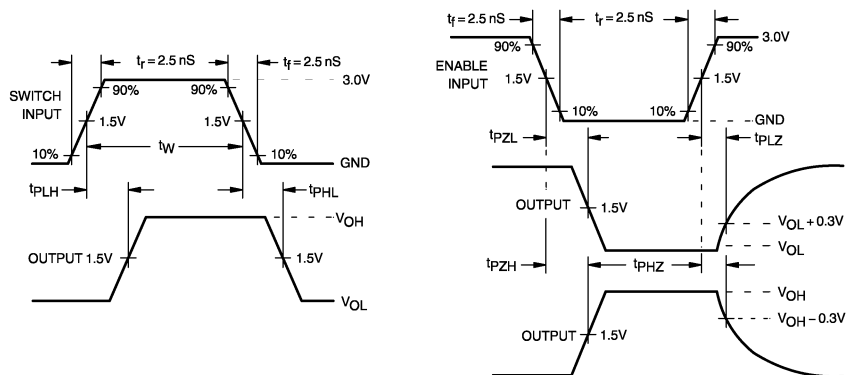 tr = 2.5 nS
tf = 2.5 nS
3.0V
90%
90%
SWITCH
INPUT
1.5V
1.5V
tW
10%
10%
GND
tPLH
tPHL
VOH
OUTPUT 1.5V
1.5V
VOL
tf = 2.5 nS
tr = 2.5 nS
3.0V
90%
90%
ENABLE
INPUT
1.5V
1.5V
10%
10%
GND
tPZL
tPLZ
OUTPUT
1.5V
VOL + 0.3V
VOL
tPZH
tPHZ
VOH
VOH − 0.3V
OUTPUT
1.5V